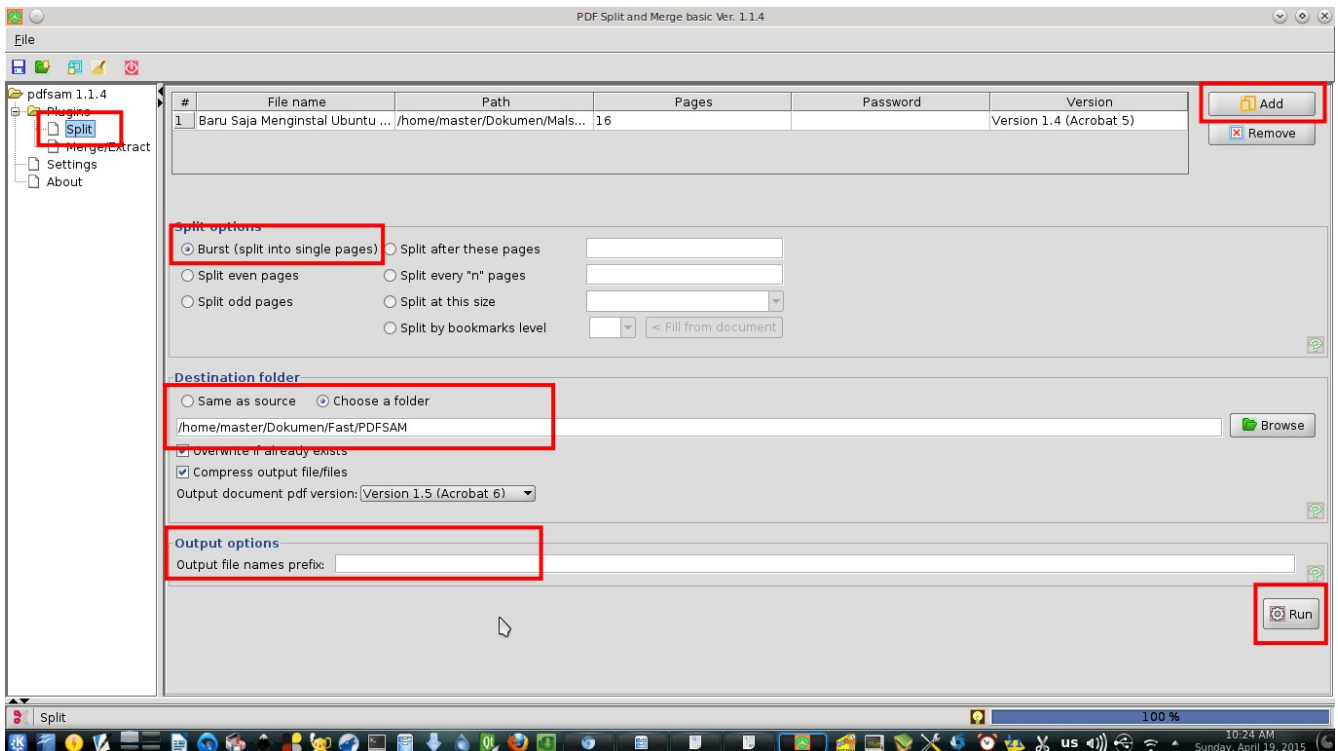 PDF Split and Merge basic Ver. 1.1.4
File
pdfsam 1.1.4
Plugins
Split
Merge/Extract
Settings
About
# File name Path Pages Password Version
1 Baru Saja Menginstal Ubuntu ... /home/master/Dokumen/Mals... 16 Version 1.4 (Acrobat 5)
Add
Remove
Split options
Burst (split into single pages) Split after these pages
Split even pages Split every "n" pages
Split odd pages Split at this size
Split by bookmarks level < Fill from document
Destination folder
Same as source Choose a folder
/home/master/Dokumen/Fast/PDFSAM Browse
Overwrite if already exists
Compress output file/files
Output document pdf version: Version 1.5 (Acrobat 6)
Output options
Output file names prefix:
Run
Split 100 %
us 10:24 AM
Sunday, April 19, 2015